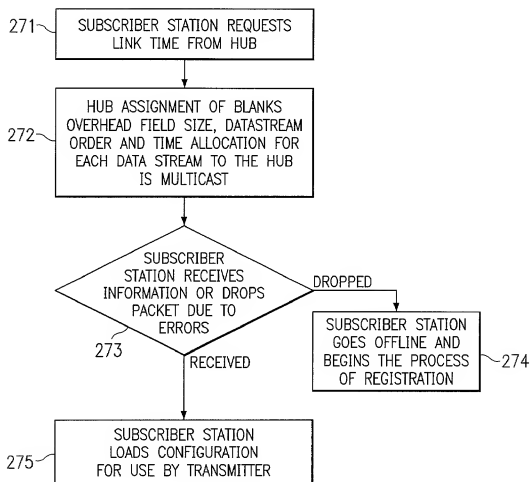 271
SUBSCRIBER STATION REQUESTS
LINK TIME FROM HUB
272
HUB ASSIGNMENT OF BLANKS
OVERHEAD FIELD SIZE, DATASTREAM
ORDER AND TIME ALLOCATION FOR
EACH DATA STREAM TO THE HUB
IS MULTICAST
SUBSCRIBER
STATION RECEIVES
INFORMATION OR DROPS
PACKET DUE TO
ERRORS
273
DROPPED
RECEIVED
SUBSCRIBER STATION
GOES OFFLINE AND
BEGINS THE PROCESS
OF REGISTRATION
274
275
SUBSCRIBER STATION
LOADS CONFIGURATION
FOR USE BY TRANSMITTER